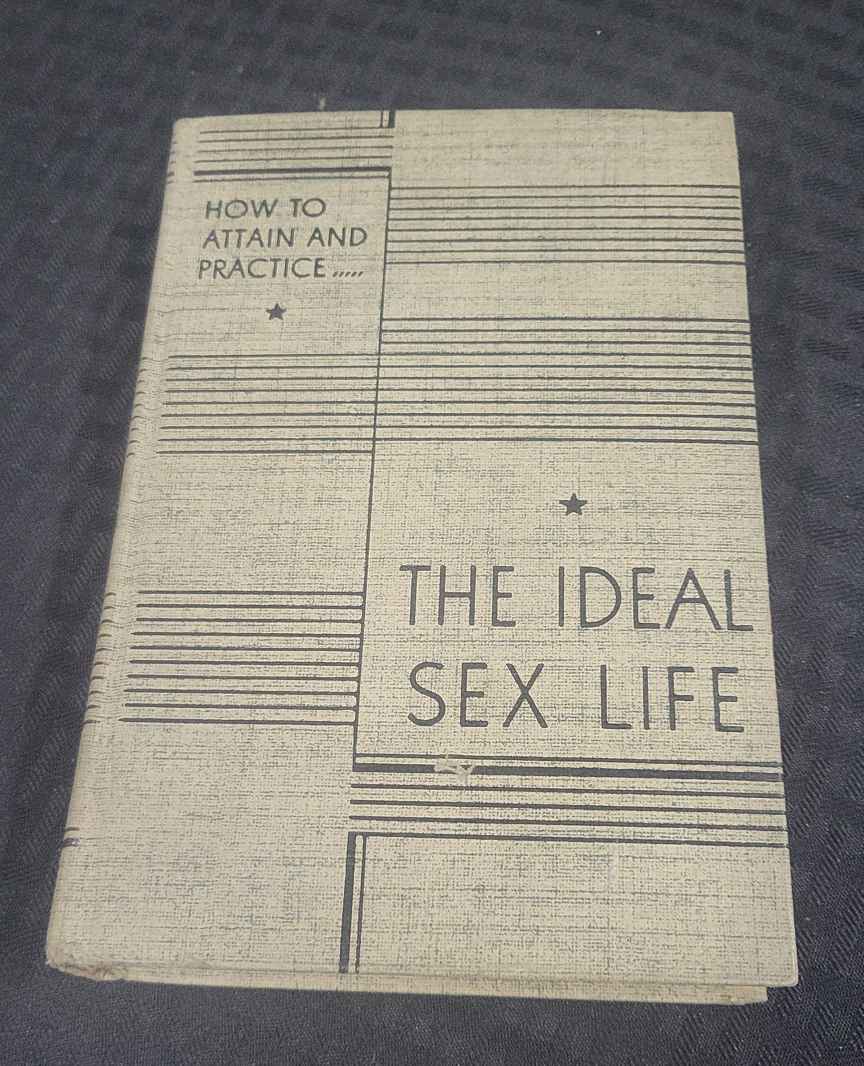 HOW TO
ATTAIN AND
PRACTICE.....
THE IDEAL
SEX LIFE